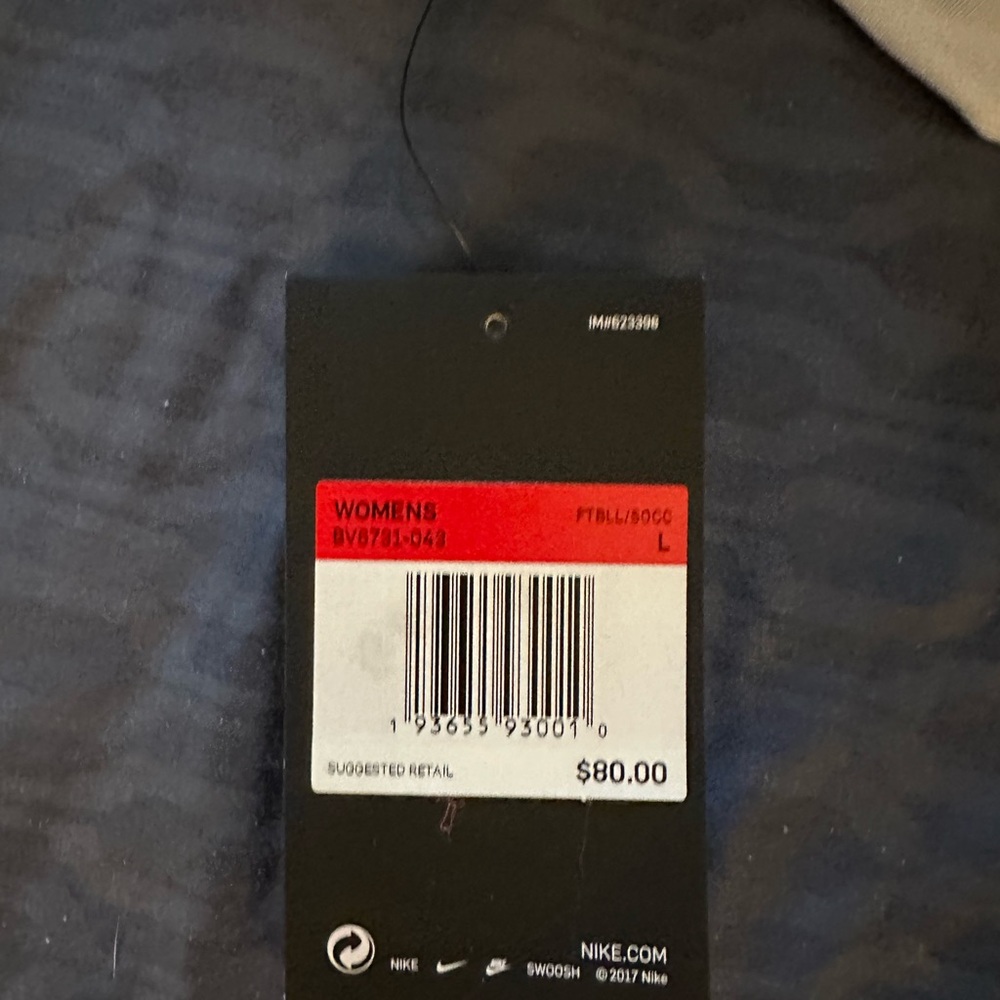 IM#623396
WOMENS FTBLL/SOCC
BV6731-043 L
1 93655 93001 0
SUGGESTED RETAIL $80.00
NIKE.COM
NIKE SWOOSH ©2017 Nike